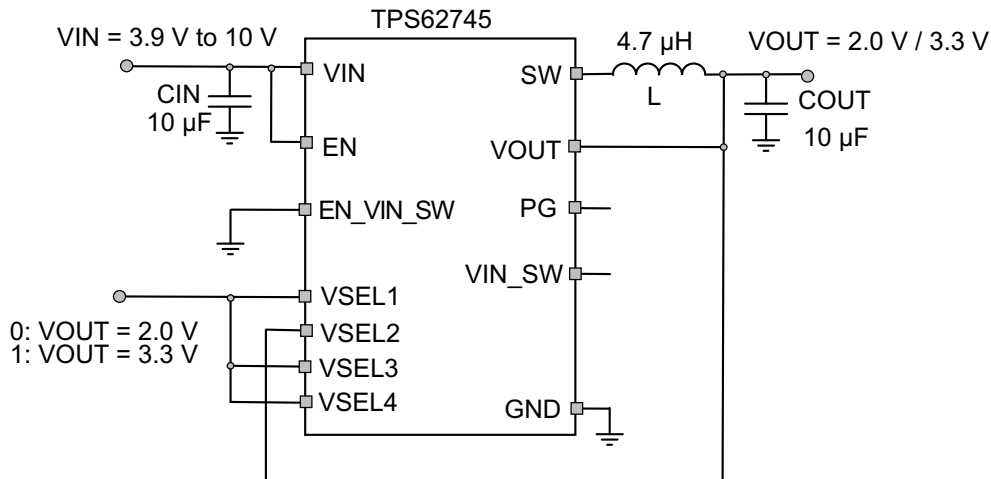 TPS62745
VIN = 3.9 V to 10 V
4.7 µH
VOUT = 2.0 V / 3.3 V
VIN
SW
CIN
10 µF
L
COUT
10 µF
EN
VOUT
EN_VIN_SW
PG
VIN_SW
VSEL1
0: VOUT = 2.0 V
1: VOUT = 3.3 V
VSEL2
VSEL3
VSEL4
GND